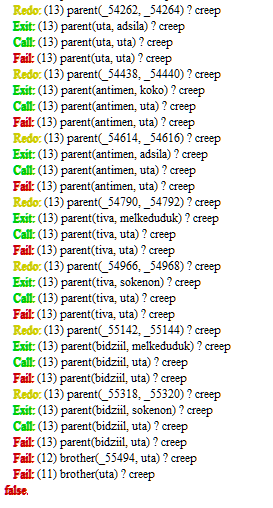 Redo: (13) parent(_54262, _54264) ? creep
Exit: (13) parent(uta, adsila) ? creep
Call: (13) parent(uta, uta) ? creep
Fail: (13) parent(uta, uta) ? creep
Redo: (13) parent(_54438, _54440) ? creep
Exit: (13) parent(antimen, koko) ? creep
Call: (13) parent(antimen, uta) ? creep
Fail: (13) parent(antimen, uta) ? creep
Redo: (13) parent(_54614, _54616) ? creep
Exit: (13) parent(antimen, adsila) ? creep
Call: (13) parent(antimen, uta) ? creep
Fail: (13) parent(antimen, uta) ? creep
Redo: (13) parent(_54790, _54792) ? creep
Exit: (13) parent(tiva, melkeduduk) ? creep
Call: (13) parent(tiva, uta) ? creep
Fail: (13) parent(tiva, uta) ? creep
Redo: (13) parent(_54966, _54968) ? creep
Exit: (13) parent(tiva, sokenon) ? creep
Call: (13) parent(tiva, uta) ? creep
Fail: (13) parent(tiva, uta) ? creep
Redo: (13) parent(_55142, _55144) ? creep
Exit: (13) parent(bidziil, melkeduduk) ? creep
Call: (13) parent(bidziil, uta) ? creep
Fail: (13) parent(bidziil, uta) ? creep
Redo: (13) parent(_55318, _55320) ? creep
Exit: (13) parent(bidziil, sokenon) ? creep
Call: (13) parent(bidziil, uta) ? creep
Fail: (13) parent(bidziil, uta) ? creep
Fail: (12) brother(_55494, uta) ? creep
Fail: (11) brother(uta) ? creep
false.